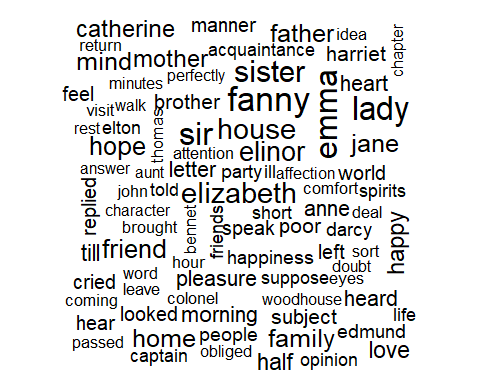 catherine manner father idea
return
mind mother acquaintance harriet chapter
minutes perfectly sister heart
feel visit walk brother fanny emma lady
rest elton thomas sir house jane
hope attention elinor
answer aunt letter party ill affection world
john told elizabeth comfort spirits
replied character short anne deal
brought bennet friends speak poor darcy happy
till friend hour happiness left sort
doubt
cried word pleasure suppose eyes
coming leave colonel woodhouse heard
hear looked morning subject life
passed home people family edmund
captain obliged half opinion love